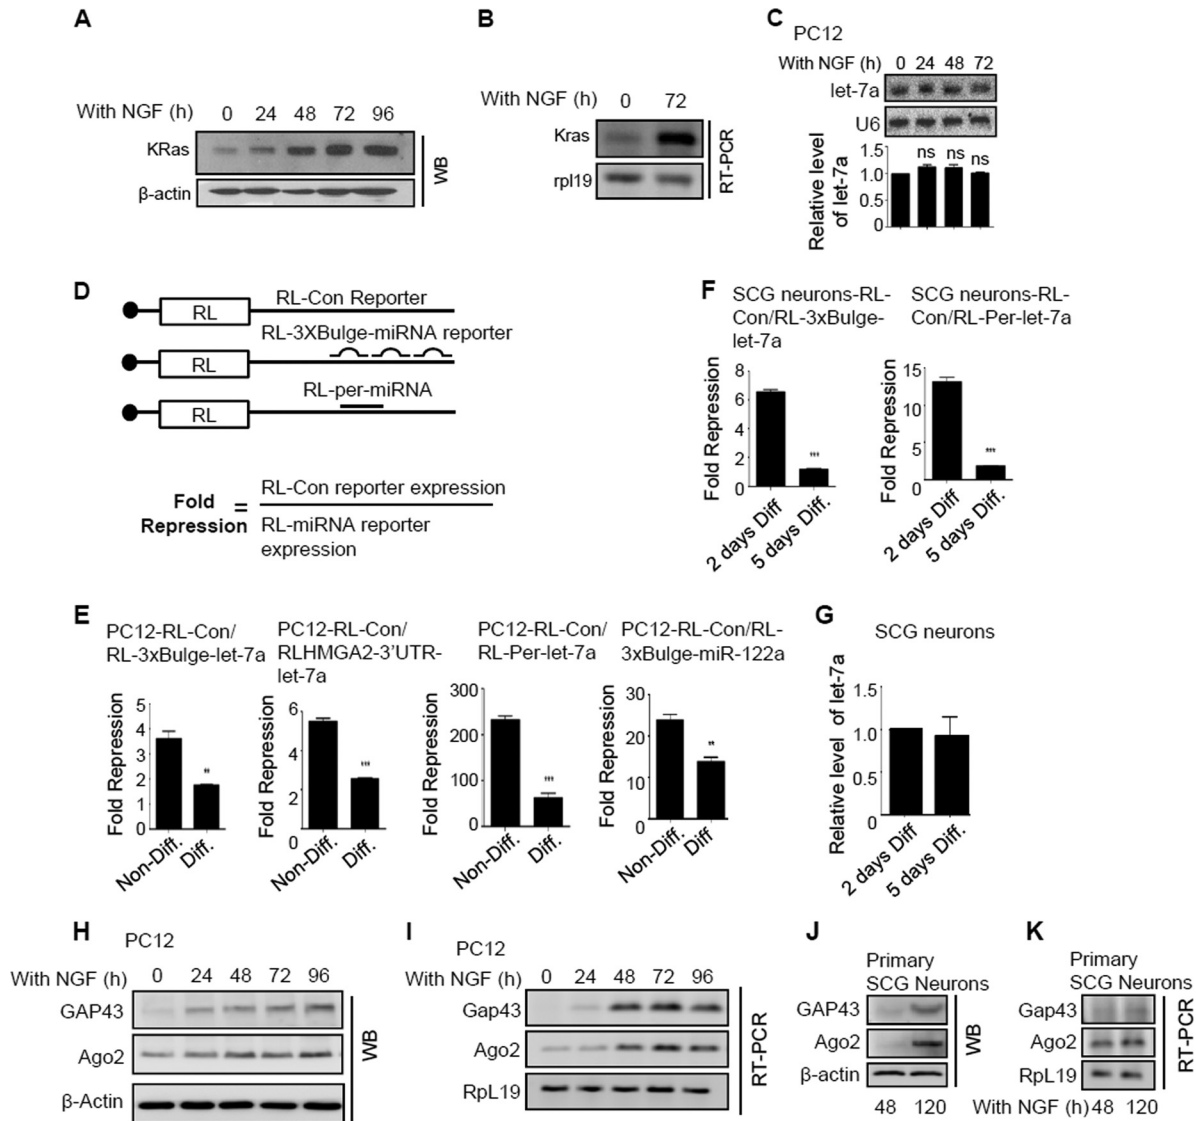 A
With NGF (h) 0 24 48 72 96
KRas
β-actin
WB
B
With NGF (h) 0 72
Kras
rpl19
RT-PCR
C
PC12
With NGF (h) 0 24 48 72
let-7a
U6
Relative level of let-7a
1.5
1.0
0.5
0
ns ns ns
D
RL RL-Con Reporter
RL-3XBulge-miRNA reporter
RL
RL-per-miRNA
RL
Fold Repression =
RL-Con reporter expression
RL-miRNA reporter
expression
E
PC12-RL-Con/
RL-3xBulge-let-7a
Fold Repression
5
4
3
2
1
0
**
Non-Diff. Diff.
PC12-RL-Con/
RLHMGA2-3'UTR-
let-7a
Fold Repression
6
4
2
0
***
Non-Diff. Diff.
PC12-RL-Con/
RL-Per-let-7a
Fold Repression
300
200
100
0
***
Non-Diff. Diff.
PC12-RL-Con/RL-
3xBulge-miR-122a
Fold Repression
30
20
10
0
**
Non-Diff. Diff
F
SCG neurons-RL-
Con/RL-3xBulge-
let-7a
Fold Repression
8
6
4
2
0
***
2 days Diff 5 days Diff.
SCG neurons-RL-
Con/RL-Per-let-7a
Fold Repression
15
10
5
0
***
2 days Diff 5 days Diff.
G
SCG neurons
Relative level of let-7a
1.5
1.0
0.5
0
2 days Diff 5 days Diff.
H
PC12
With NGF (h) 0 24 48 72 96
GAP43
Ago2
β-Actin
WB
I
PC12
With NGF (h) 0 24 48 72 96
Gap43
Ago2
RpL19
RT-PCR
J
Primary
SCG Neurons
GAP43
Ago2
β-actin
WB
48 120
K
Primary
SCG Neurons
Gap43
Ago2
RpL19
RT-PCR
With NGF (h) 48 120